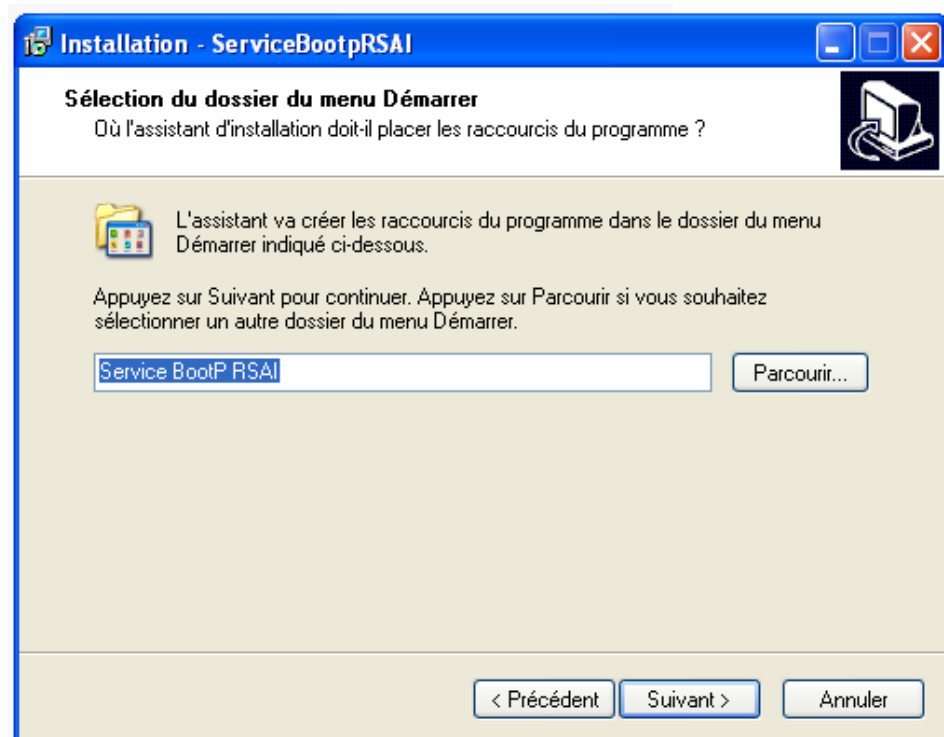 Installation - ServiceBootpRSAI
Sélection du dossier du menu Démarrer
Où l'assistant d'installation doit-il placer les raccourcis du programme ?
L'assistant va créer les raccourcis du programme dans le dossier du menu
Démarrer indiqué ci-dessous.
Appuyez sur Suivant pour continuer. Appuyez sur Parcourir si vous souhaitez
sélectionner un autre dossier du menu Démarrer.
Service BootP RSAI
Parcourir...
< Précédent Suivant > Annuler